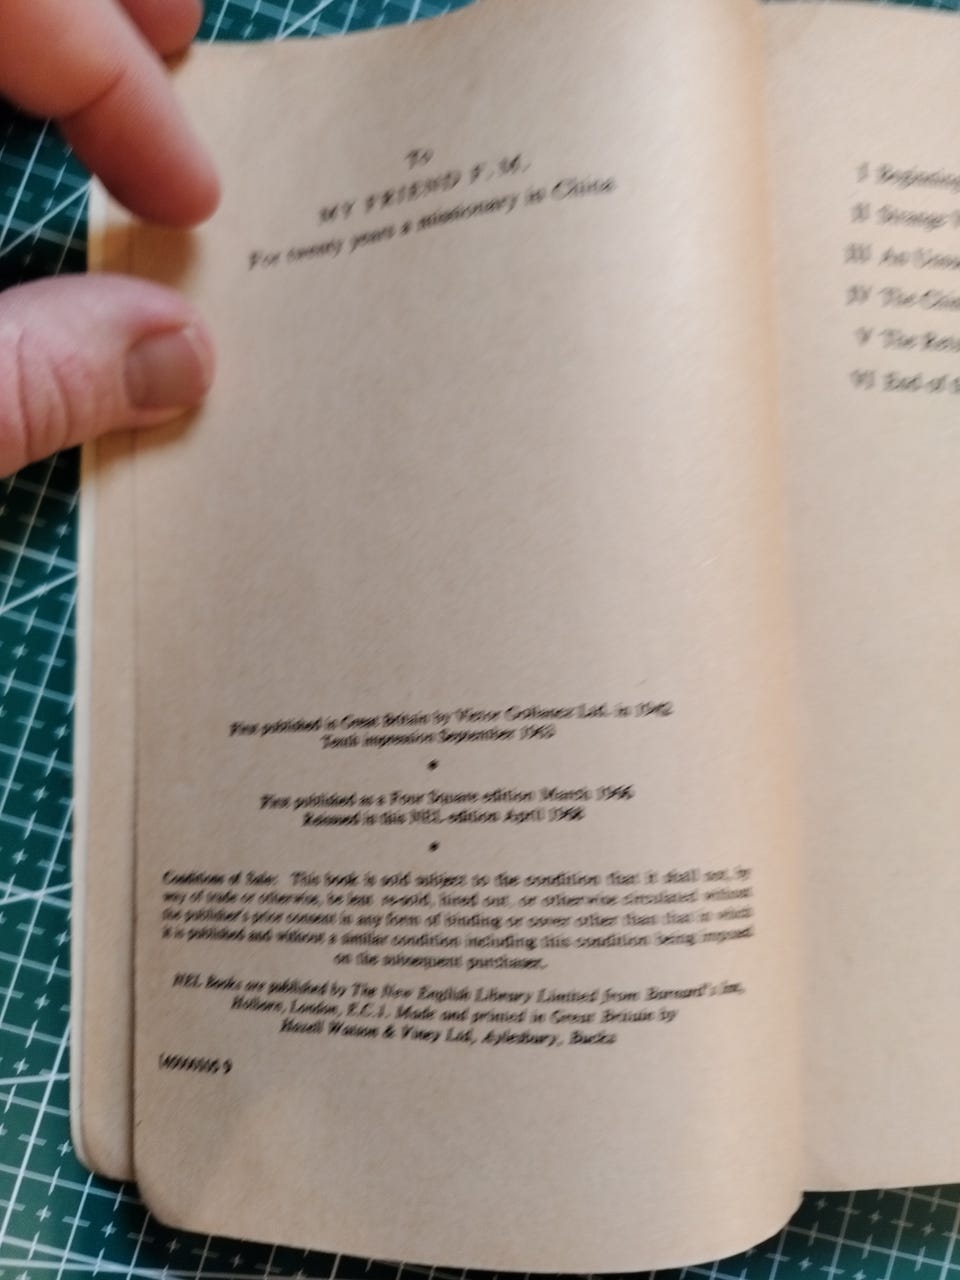 To
MY FRIEND F.M.
For twenty years a missionary in China
First published in Great Britain by Victor Gollancz Ltd. in 1942
Tenth impression September 1963
*
First published as a Four Square edition March 1966
Reissued in this NEL edition April 1968
*
Conditions of Sale: This book is sold subject to the condition that it shall not, by
way of trade or otherwise, be lent, re-sold, hired out, or otherwise circulated without
the publisher's prior consent in any form of binding or cover other than that in which
it is published and without a similar condition including this condition being imposed
on the subsequent purchaser.
NEL Books are published by The New English Library Limited from Barnard's Inn,
Holborn, London, E.C.1. Made and printed in Great Britain by
Hazell Watson & Viney Ltd, Aylesbury, Bucks
I Beginning
II Strange
III An
IV The
V The
VI End of